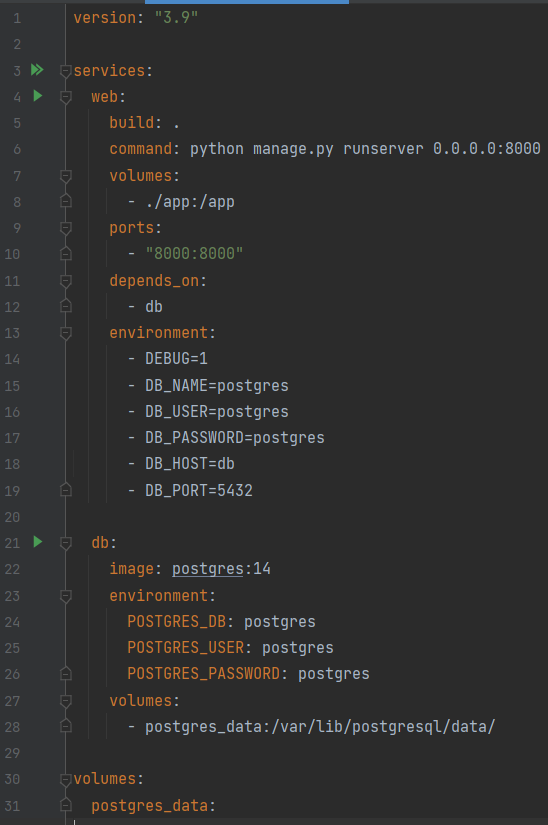 1 version: "3.9"
2
3 services:
4   web:
5     build: .
6     command: python manage.py runserver 0.0.0.0:8000
7     volumes:
8       - ./app:/app
9     ports:
10       - "8000:8000"
11     depends_on:
12       - db
13     environment:
14       - DEBUG=1
15       - DB_NAME=postgres
16       - DB_USER=postgres
17       - DB_PASSWORD=postgres
18       - DB_HOST=db
19       - DB_PORT=5432
20
21   db:
22     image: postgres:14
23     environment:
24       POSTGRES_DB: postgres
25       POSTGRES_USER: postgres
26       POSTGRES_PASSWORD: postgres
27     volumes:
28       - postgres_data:/var/lib/postgresql/data/
29
30 volumes:
31   postgres_data: